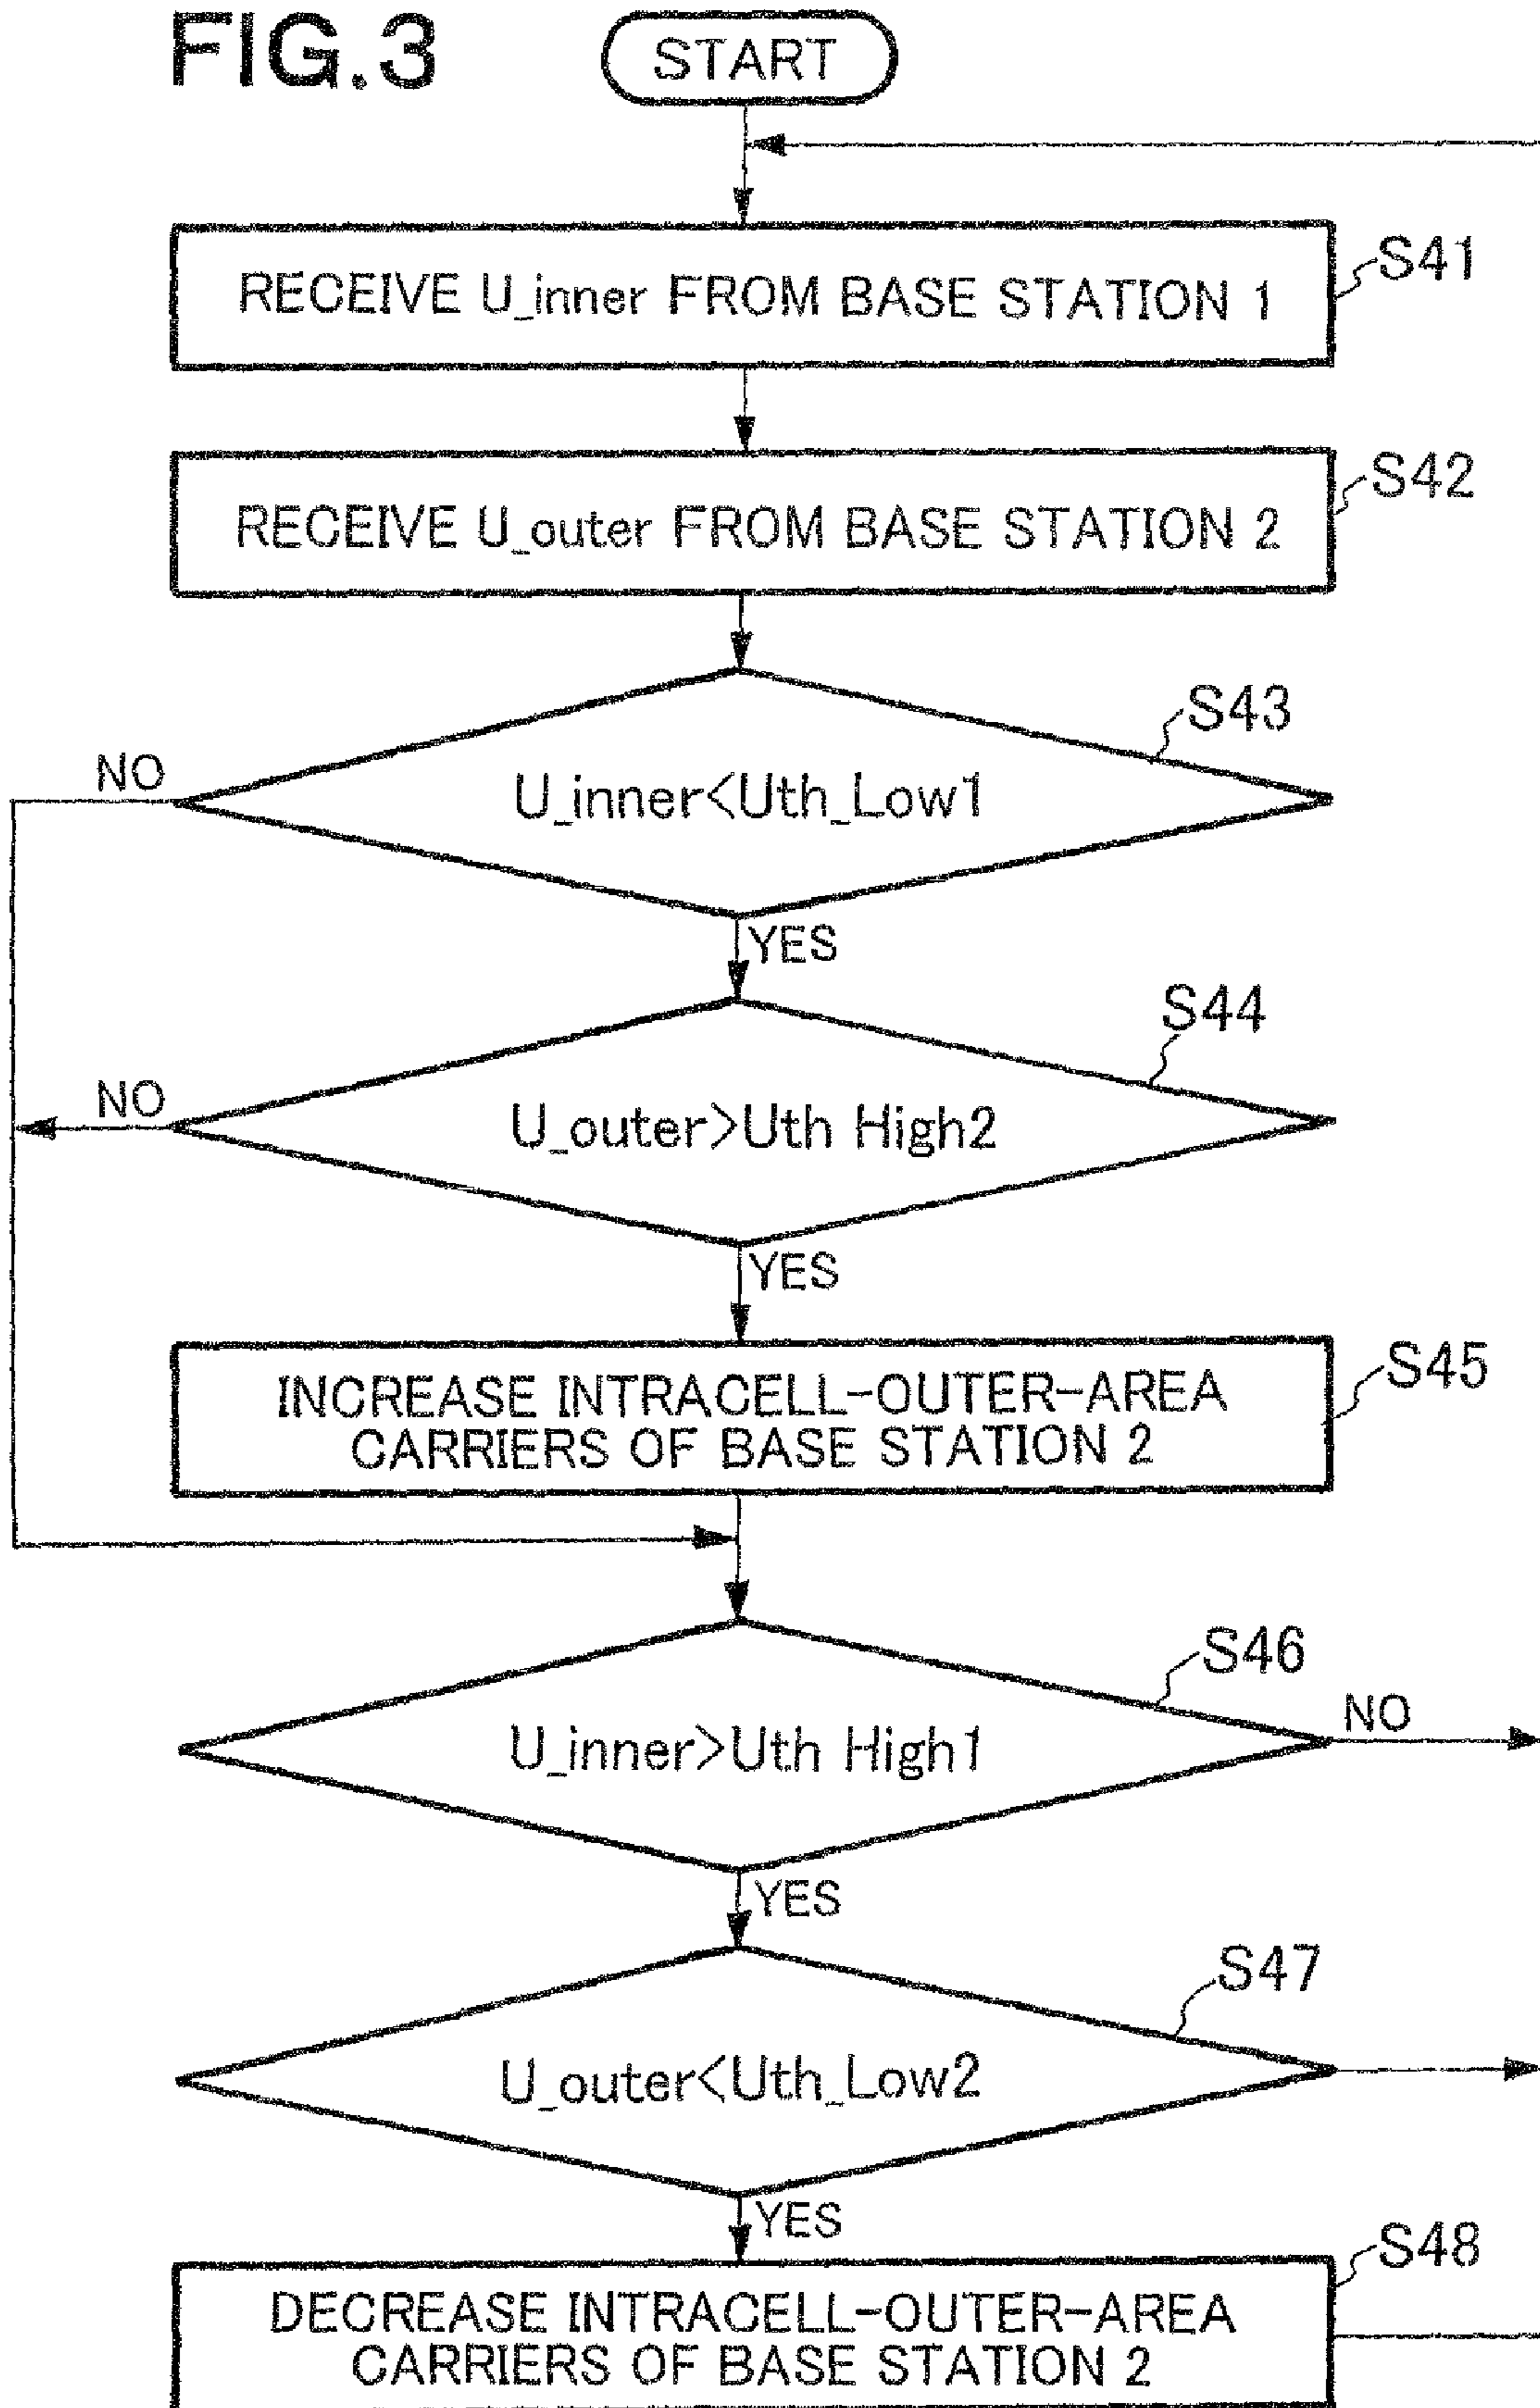 FIG.3
START
RECEIVE U_inner FROM BASE STATION 1
S41
RECEIVE U_outer FROM BASE STATION 2
S42
S43
NO
U_inner<Uth_Low1
YES
S44
NO
U_outer>Uth High2
YES
S45
INCREASE INTRACELL-OUTER-AREA
CARRIERS OF BASE STATION 2
S46
NO
U_inner>Uth High1
YES
S47
U_outer<Uth_Low2
YES
S48
DECREASE INTRACELL-OUTER-AREA
CARRIERS OF BASE STATION 2